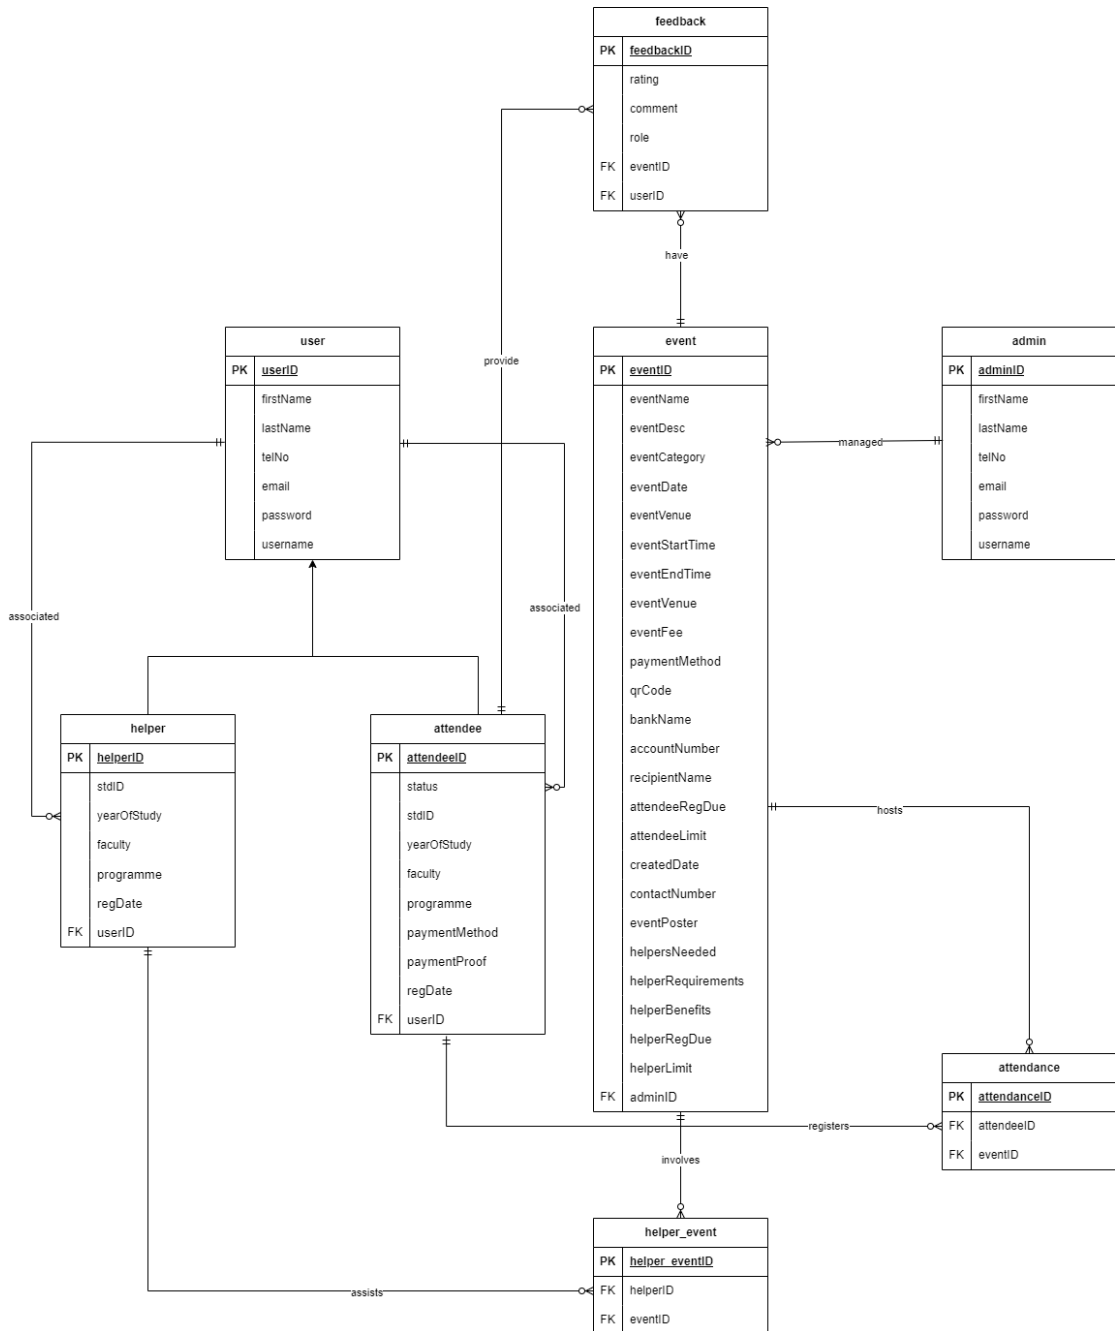 feedback
PK feedbackID
rating
comment
role
FK eventID
FK userID
have
provide
user
PK userID
firstName
lastName
telNo
email
password
username
event
PK eventID
eventName
eventDesc
eventCategory
eventDate
eventVenue
eventStartTime
eventEndTime
eventVenue
eventFee
paymentMethod
qrCode
bankName
accountNumber
recipientName
attendeeRegDue
attendeeLimit
createdDate
contactNumber
eventPoster
helpersNeeded
helperRequirements
helperBenefits
helperRegDue
helperLimit
FK adminID
managed
admin
PK adminID
firstName
lastName
telNo
email
password
username
associated
associated
helper
PK helperID
stdID
yearOfStudy
faculty
programme
regDate
FK userID
attendee
PK attendeeID
status
stdID
yearOfStudy
faculty
programme
paymentMethod
paymentProof
regDate
FK userID
hosts
attendance
PK attendanceID
FK attendeeID
FK eventID
registers
involves
helper_event
PK helper_eventID
FK helperID
FK eventID
assists